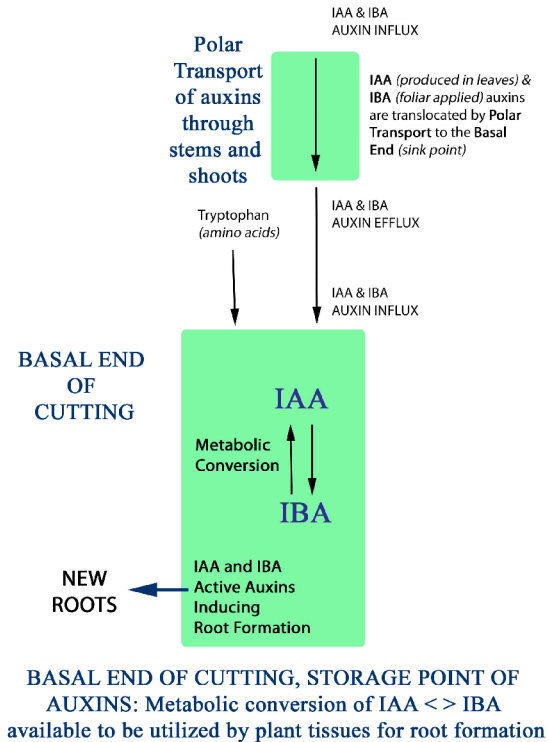 IAA & IBA
AUXIN INFLUX
Polar
Transport
of auxins
through
stems and
shoots
IAA (produced in leaves) &
IBA (foliar applied) auxins
are translocated by Polar
Transport to the Basal
End (sink point)
IAA & IBA
AUXIN EFFLUX
Tryptophan
(amino acids)
IAA & IBA
AUXIN INFLUX
BASAL END
OF
CUTTING
IAA
Metabolic
Conversion
IBA
IAA and IBA
Active Auxins
Inducing
Root Formation
NEW
ROOTS
BASAL END OF CUTTING, STORAGE POINT OF
AUXINS: Metabolic conversion of IAA < > IBA
available to be utilized by plant tissues for root formation